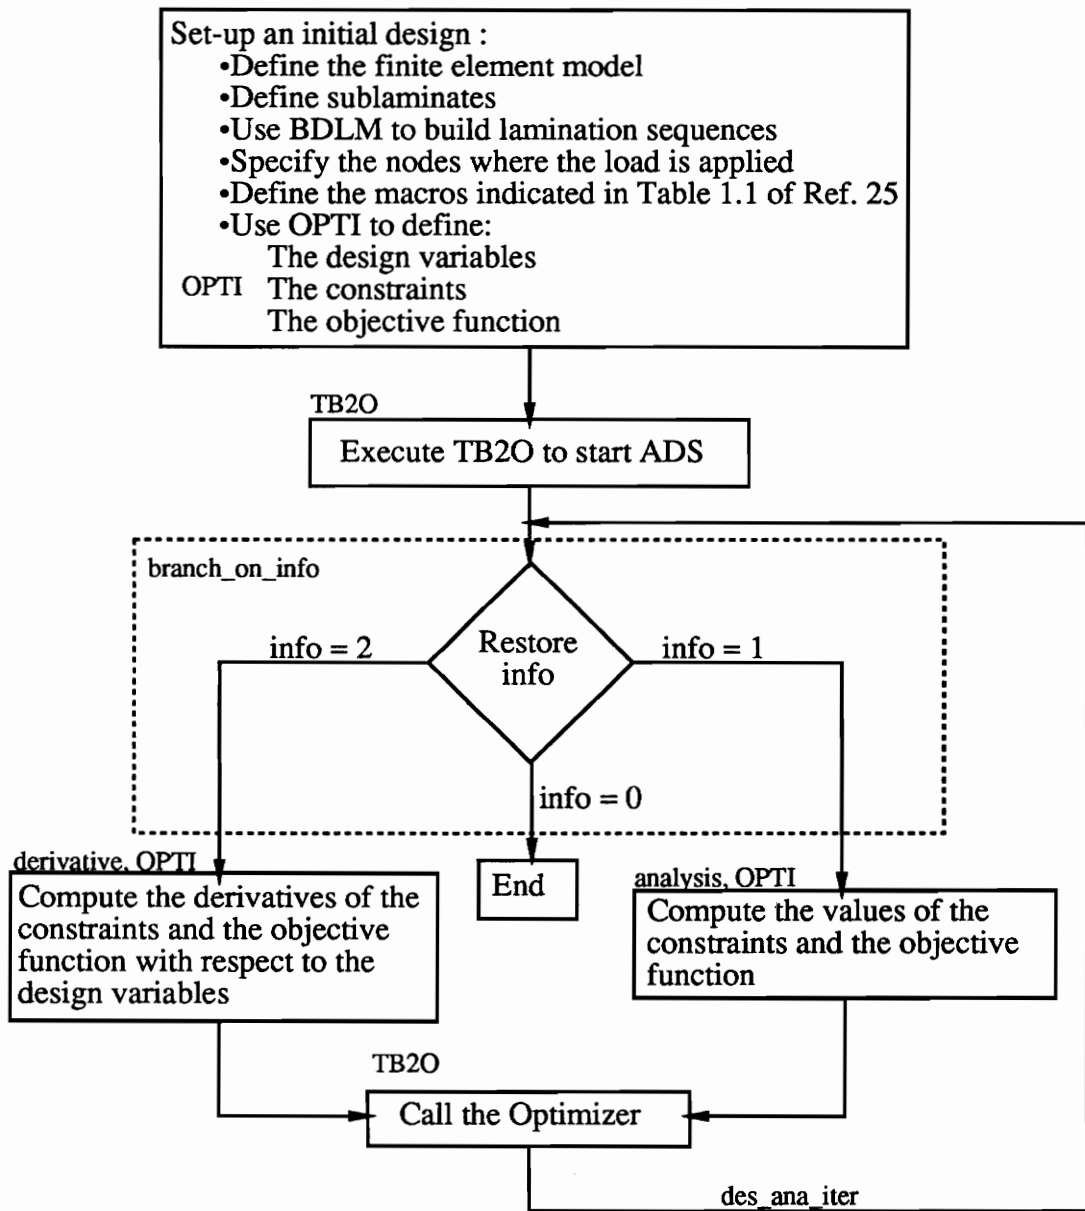 Set-up an initial design :
•Define the finite element model
•Define sublaminates
•Use BDLM to build lamination sequences
•Specify the nodes where the load is applied
•Define the macros indicated in Table 1.1 of Ref. 25
•Use OPTI to define:
The design variables
OPTI The constraints
The objective function
TB2O
Execute TB2O to start ADS
branch_on_info
info = 2
Restore
info
info = 1
info = 0
derivative, OPTI
Compute the derivatives of the
constraints and the objective
function with respect to the
design variables
End
analysis, OPTI
Compute the values of the
constraints and the objective
function
TB2O
Call the Optimizer
des_ana_iter